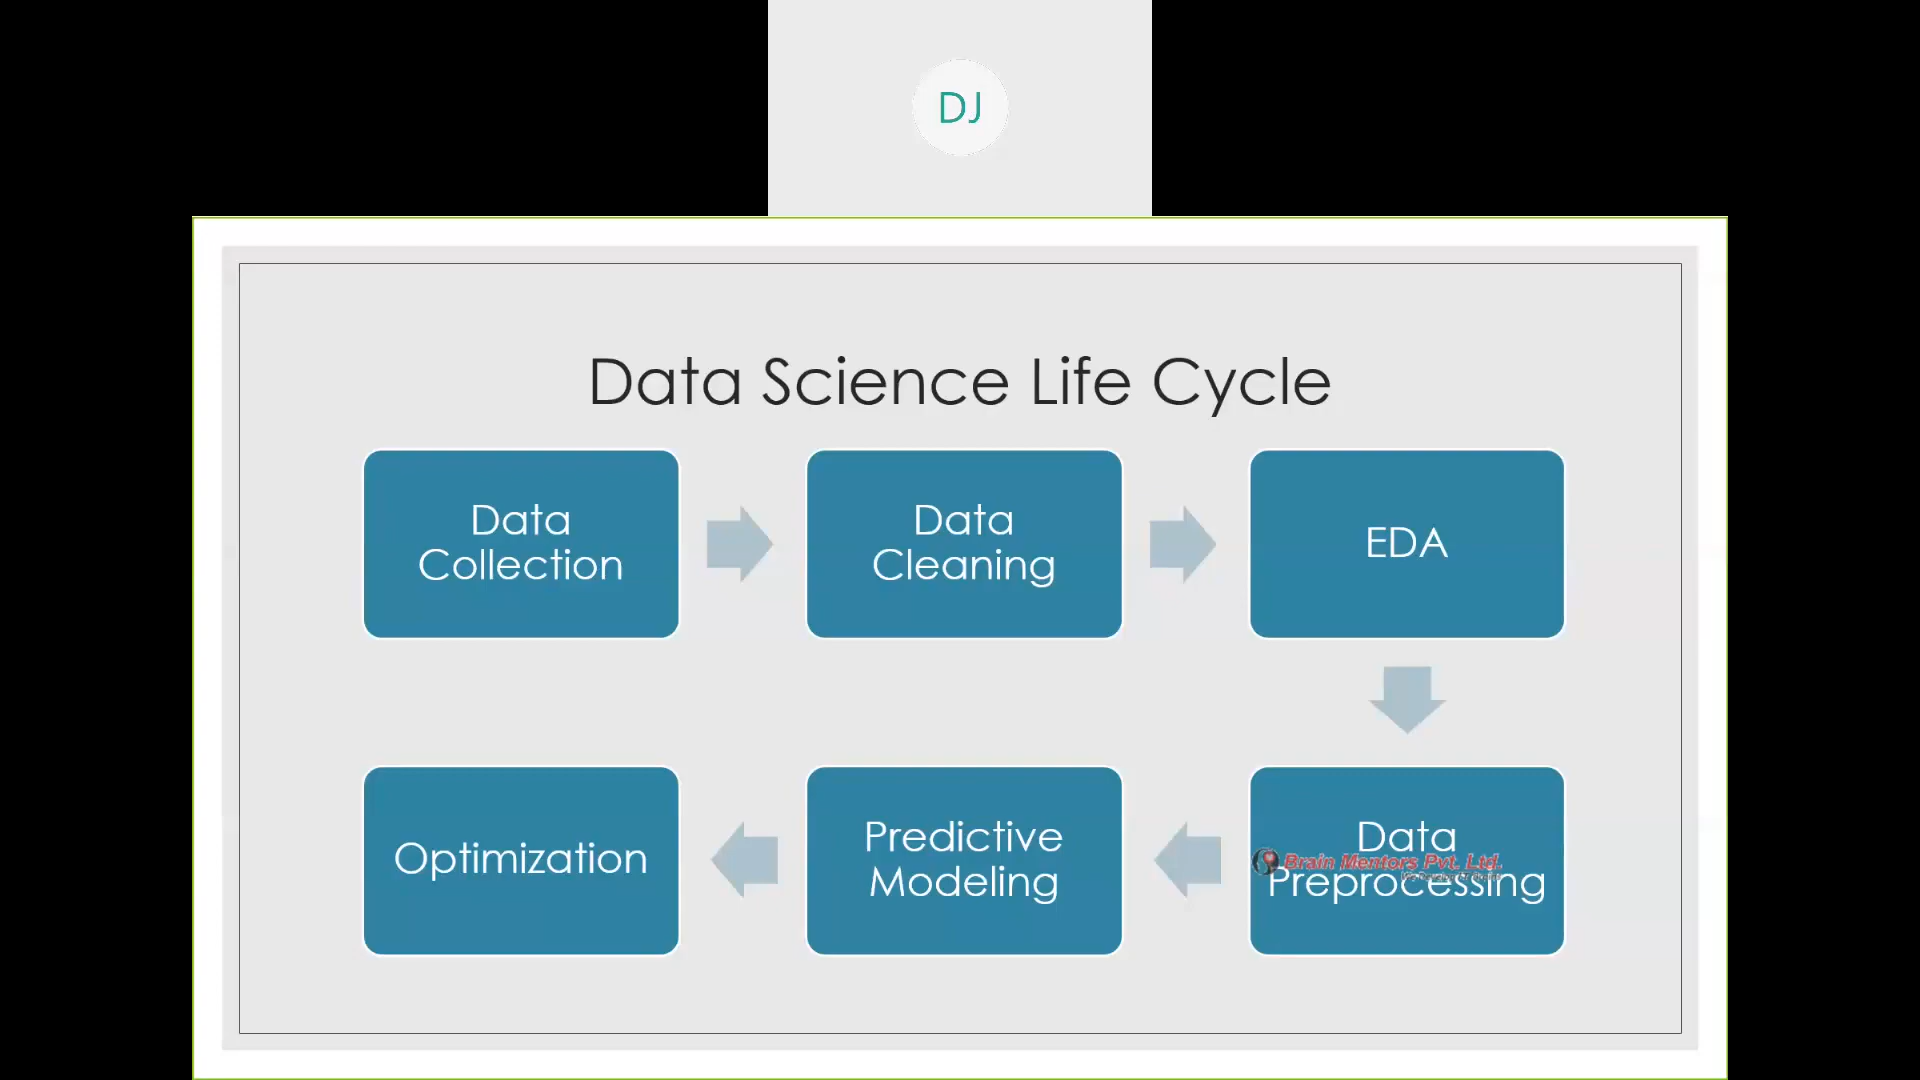 DJ
Data Science Life Cycle
Data
Collection
Data
Cleaning
EDA
Data
Preprocessing
Brain Mentors Pvt. Ltd.
Predictive
Modeling
Optimization